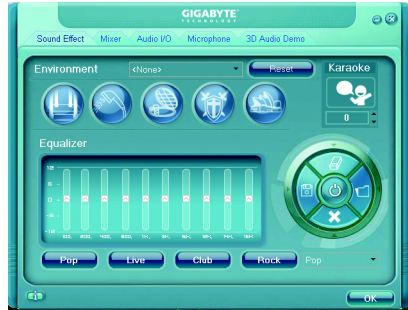 GIGABYTE
TECHNOLOGY
Sound Effect Mixer Audio I/O Microphone 3D Audio Demo
Environment <None> Reset Karaoke
0
Equalizer
Pop Live Club Rock Pop
OK